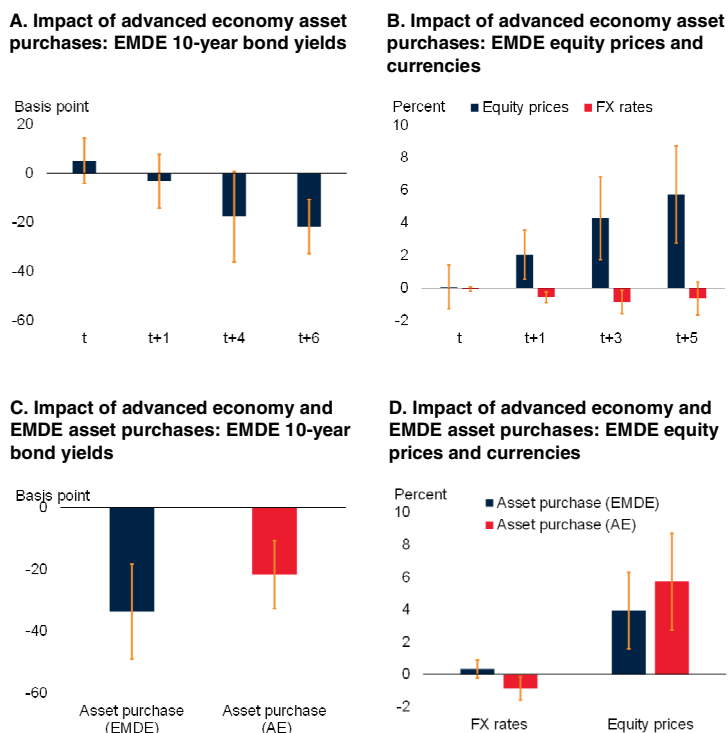 A. Impact of advanced economy asset
purchases: EMDE 10-year bond yields
Basis point
20
0
-20
-40
-60
t
t+1
t+4
t+6
B. Impact of advanced economy asset
purchases: EMDE equity prices and
currencies
Percent
Equity prices
FX rates
10
8
6
4
2
0
-2
t
t+1
t+3
t+5
C. Impact of advanced economy and
EMDE asset purchases: EMDE 10-year
bond yields
Basis point
0
-20
-40
-60
Asset purchase
(EMDE)
Asset purchase
(AE)
D. Impact of advanced economy and
EMDE asset purchases: EMDE equity
prices and currencies
Percent
Asset purchase (EMDE)
Asset purchase (AE)
10
8
6
4
2
0
-2
FX rates
Equity prices